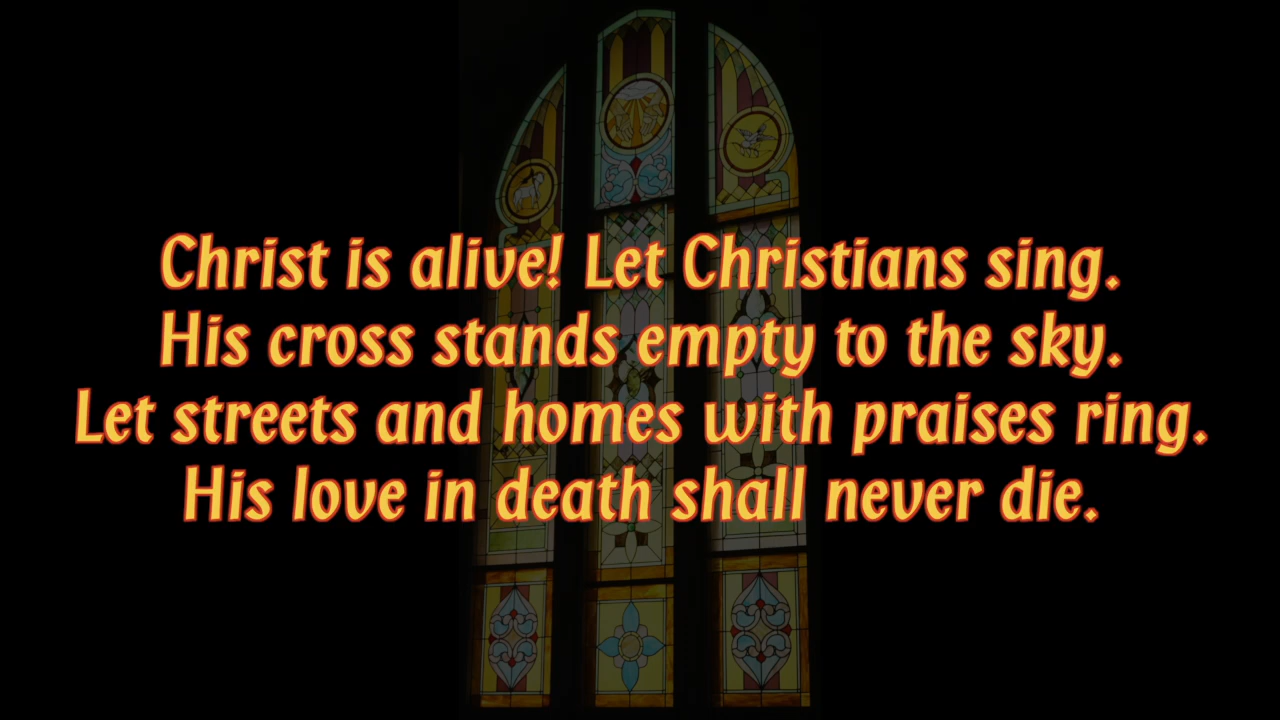 Christ is alive! Let Christians sing.
His cross stands empty to the sky.
Let streets and homes with praises ring.
His love in death shall never die.